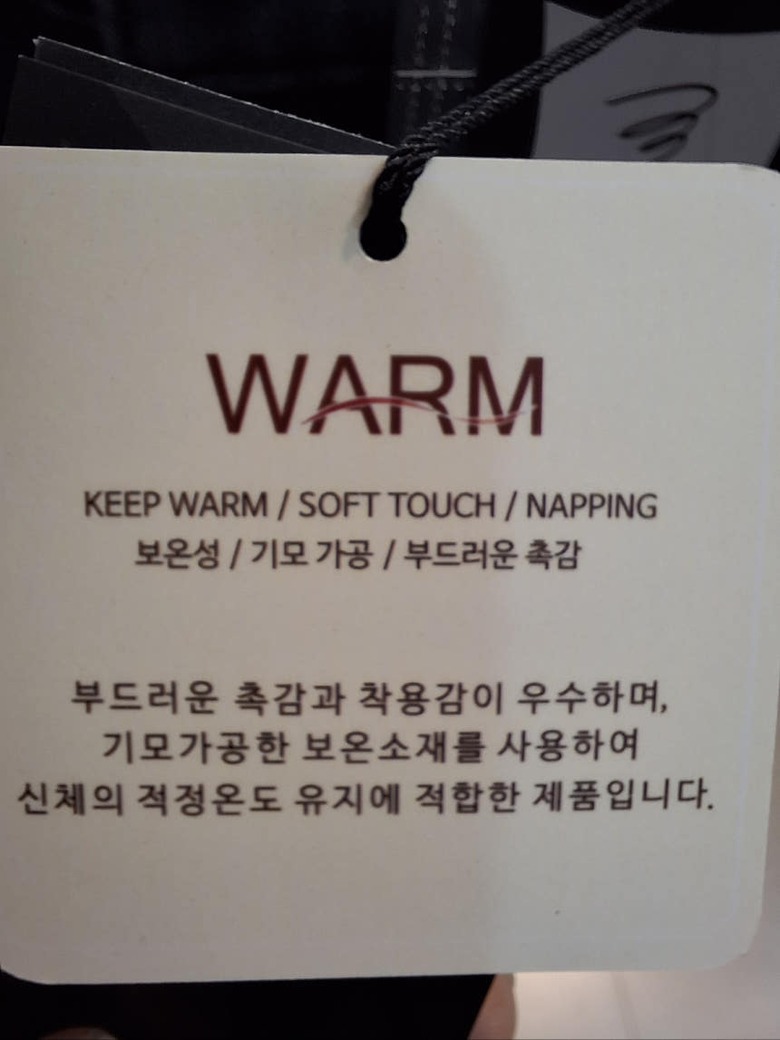 WARM
KEEP WARM / SOFT TOUCH / NAPPING
보온성 / 기모 가공 / 부드러운 촉감
부드러운 촉감과 착용감이 우수하며,
기모가공한 보온소재를 사용하여
신체의 적정온도 유지에 적합한 제품입니다.